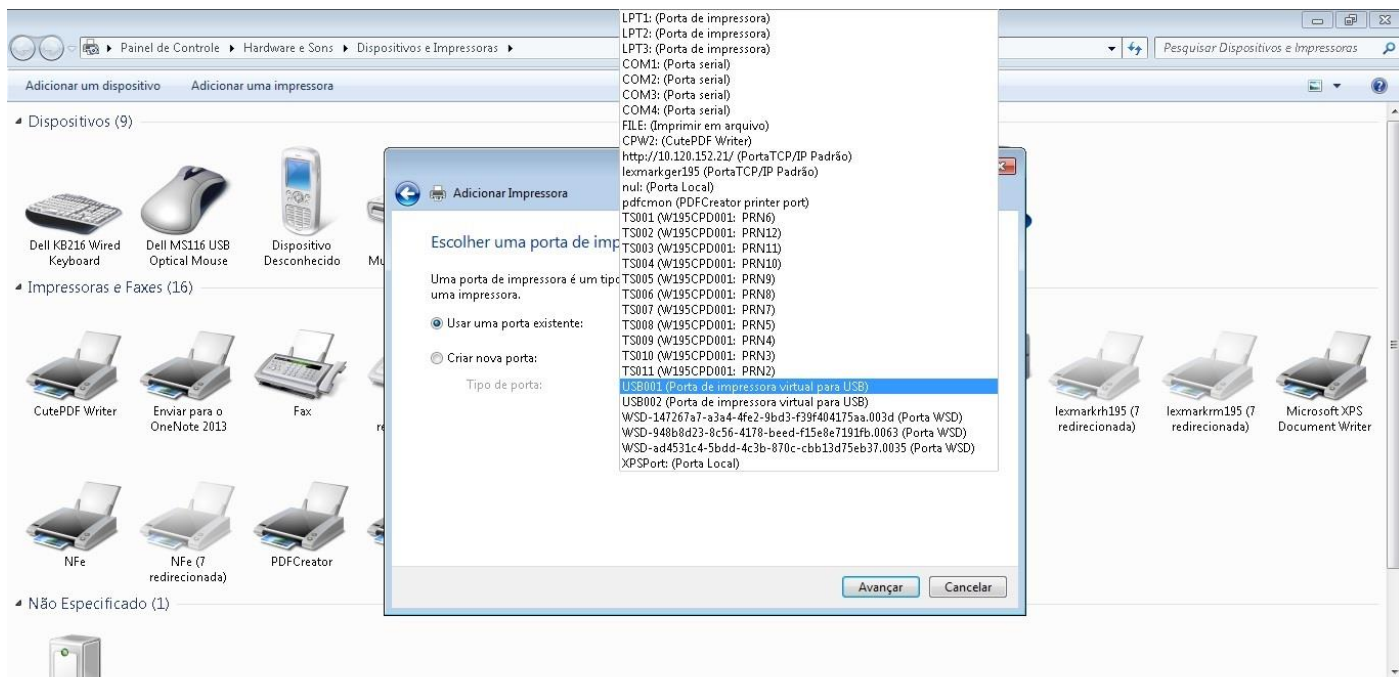 Painel de Controle ▸ Hardware e Sons ▸ Dispositivos e Impressoras ▸
Pesquisar Dispositivos e Impressoras
Adicionar um dispositivo Adicionar uma impressora
Dispositivos (9)
Dell KB216 Wired
Keyboard
Dell MS116 USB
Optical Mouse
Dispositivo
Desconhecido
Impressoras e Faxes (16)
CutePDF Writer
Enviar para o
OneNote 2013
Fax
lexmarkrh195 (7
redirecionada)
lexmarkrm195 (7
redirecionada)
Microsoft XPS
Document Writer
NFe
NFe (7
redirecionada)
PDFCreator
Não Especificado (1)
Adicionar Impressora
Escolher uma porta de imp
Uma porta de impressora é um tipo
uma impressora.
Usar uma porta existente:
Criar nova porta:
Tipo de porta:
LPT1: (Porta de impressora)
LPT2: (Porta de impressora)
LPT3: (Porta de impressora)
COM1: (Porta serial)
COM2: (Porta serial)
COM3: (Porta serial)
COM4: (Porta serial)
FILE: (Imprimir em arquivo)
CPW2: (CutePDF Writer)
http://10.120.152.21/ (PortaTCP/IP Padrão)
lexmarkger195 (PortaTCP/IP Padrão)
nul: (Porta Local)
pdfcmon (PDFCreator printer port)
TS001 (W195CPD001: PRN6)
TS002 (W195CPD001: PRN12)
TS003 (W195CPD001: PRN11)
TS004 (W195CPD001: PRN10)
TS005 (W195CPD001: PRN9)
TS006 (W195CPD001: PRN8)
TS007 (W195CPD001: PRN7)
TS008 (W195CPD001: PRN5)
TS009 (W195CPD001: PRN4)
TS010 (W195CPD001: PRN3)
TS011 (W195CPD001: PRN2)
USB001 (Porta de impressora virtual para USB)
USB002 (Porta de impressora virtual para USB)
WSD-147267a7-a3a4-4fe2-9bd3-f39f404175aa.003d (Porta WSD)
WSD-948b8d23-8c56-4178-beed-f15e8e7191fb.0063 (Porta WSD)
WSD-ad4531c4-5bdd-4c3b-870c-cbb13d75eb37.0035 (Porta WSD)
XPSPort: (Porta Local)
Avançar Cancelar